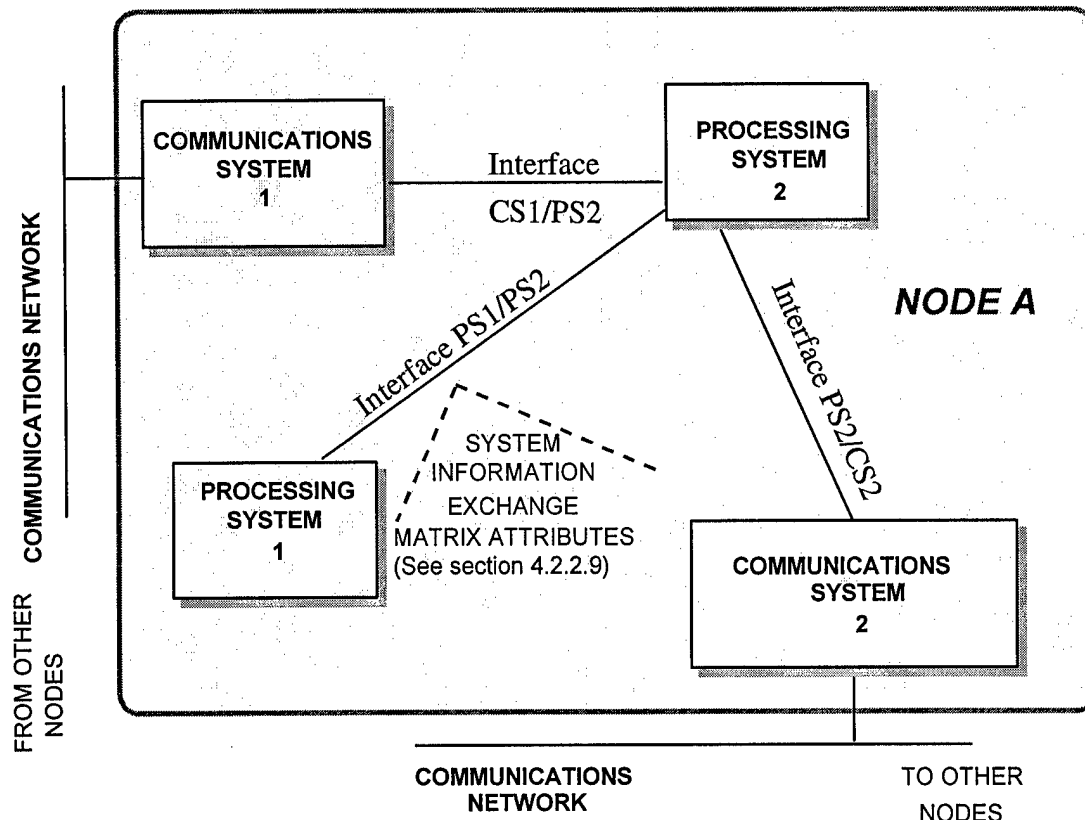 COMMUNICATIONS
SYSTEM
1
Interface
CS1/PS2
PROCESSING
SYSTEM
2
NODE A
Interface PS1/PS2
Interface PS2/CS2
SYSTEM
INFORMATION
EXCHANGE
MATRIX ATTRIBUTES
(See section 4.2.2.9)
PROCESSING
SYSTEM
1
COMMUNICATIONS
SYSTEM
2
COMMUNICATIONS NETWORK
FROM OTHER
NODES
COMMUNICATIONS
NETWORK
TO OTHER
NODES